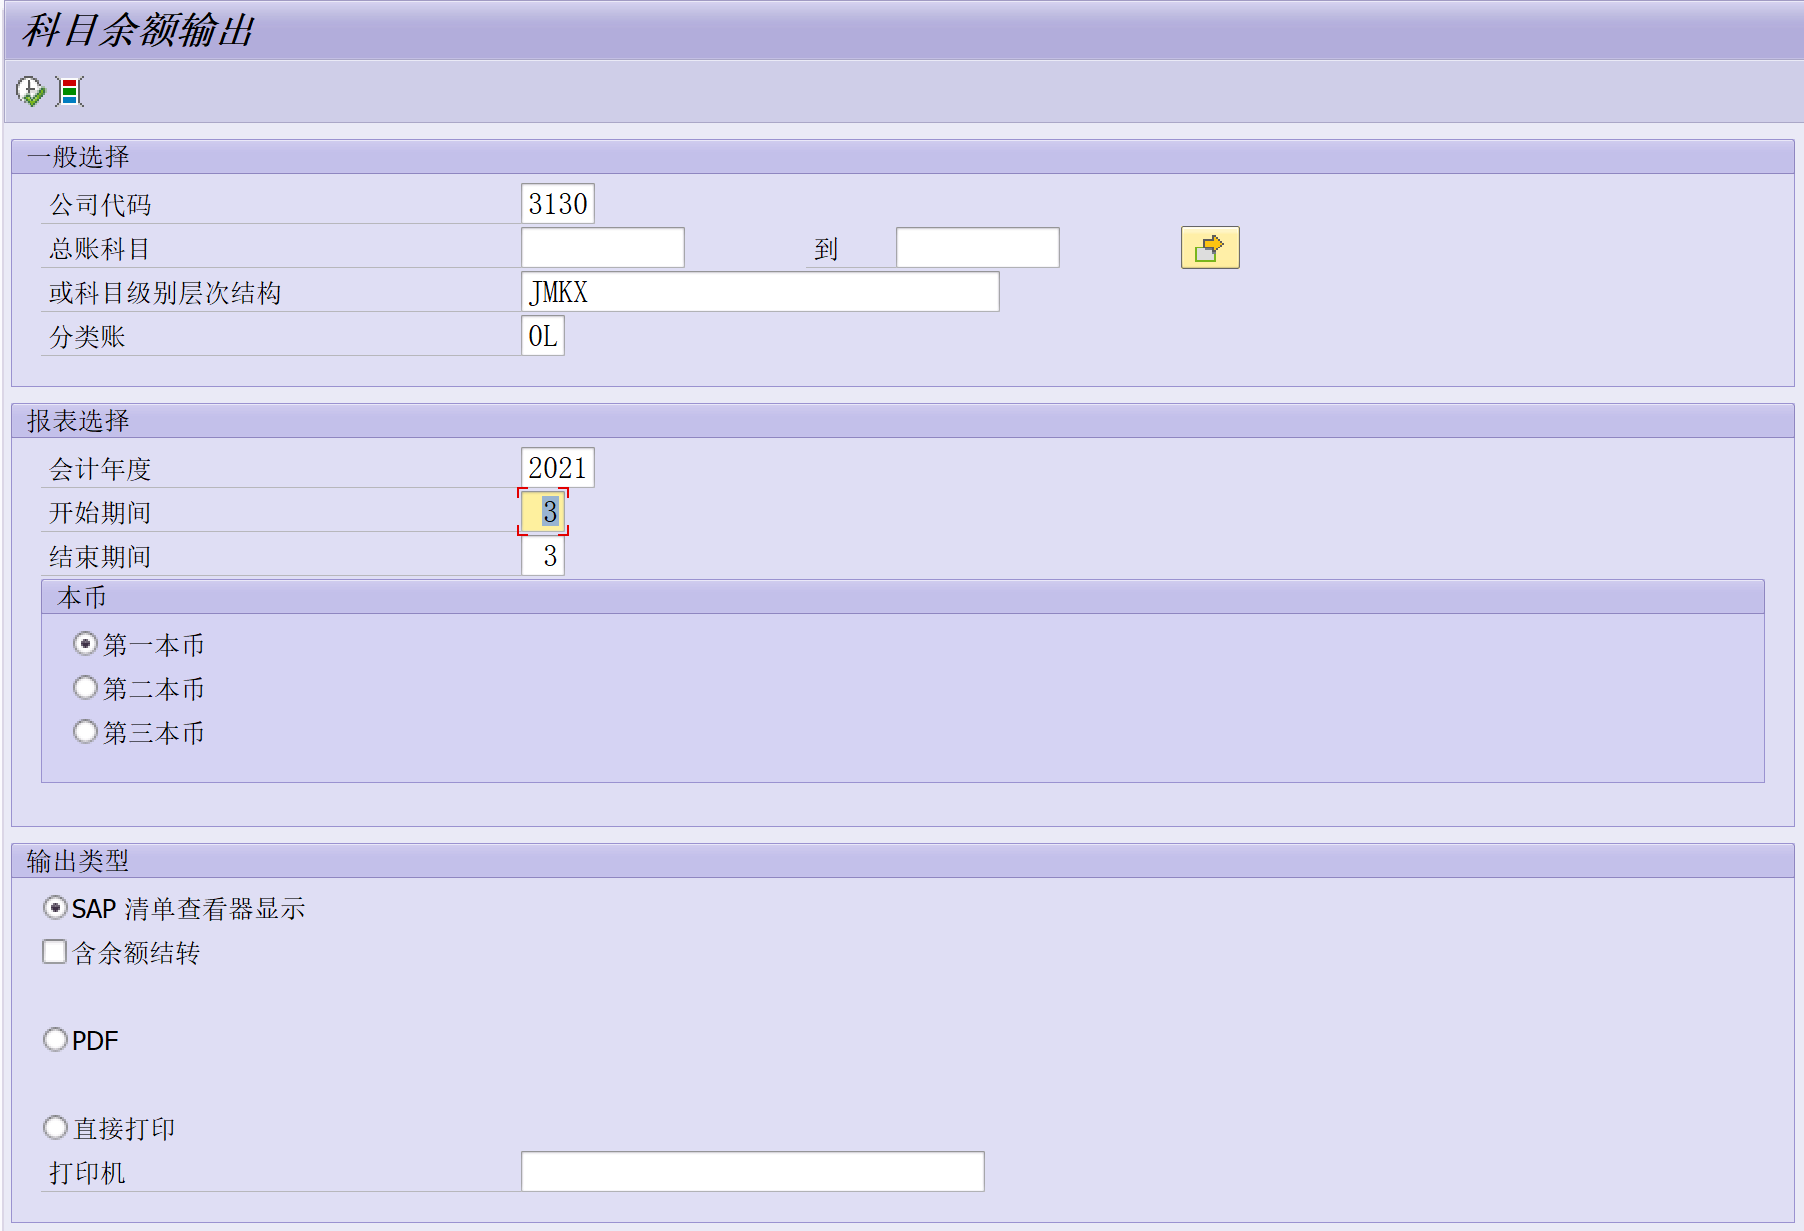 科目余额输出
一般选择
公司代码 3130
总账科目 到
或科目级别层次结构 JMKX
分类账 0L
报表选择
会计年度 2021
开始期间 3
结束期间 3
本币
第一本币
第二本币
第三本币
输出类型
SAP 清单查看器显示
含余额结转
PDF
直接打印
打印机